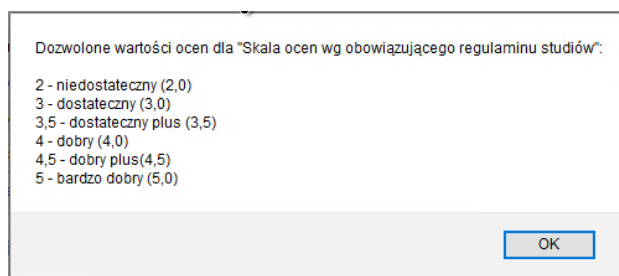 Dozwolone wartości ocen dla "Skala ocen wg obowiązującego regulaminu studiów":
2 - niedostateczny (2,0)
3 - dostateczny (3,0)
3,5 - dostateczny plus (3,5)
4 - dobry (4,0)
4,5 - dobry plus(4,5)
5 - bardzo dobry (5,0)
OK